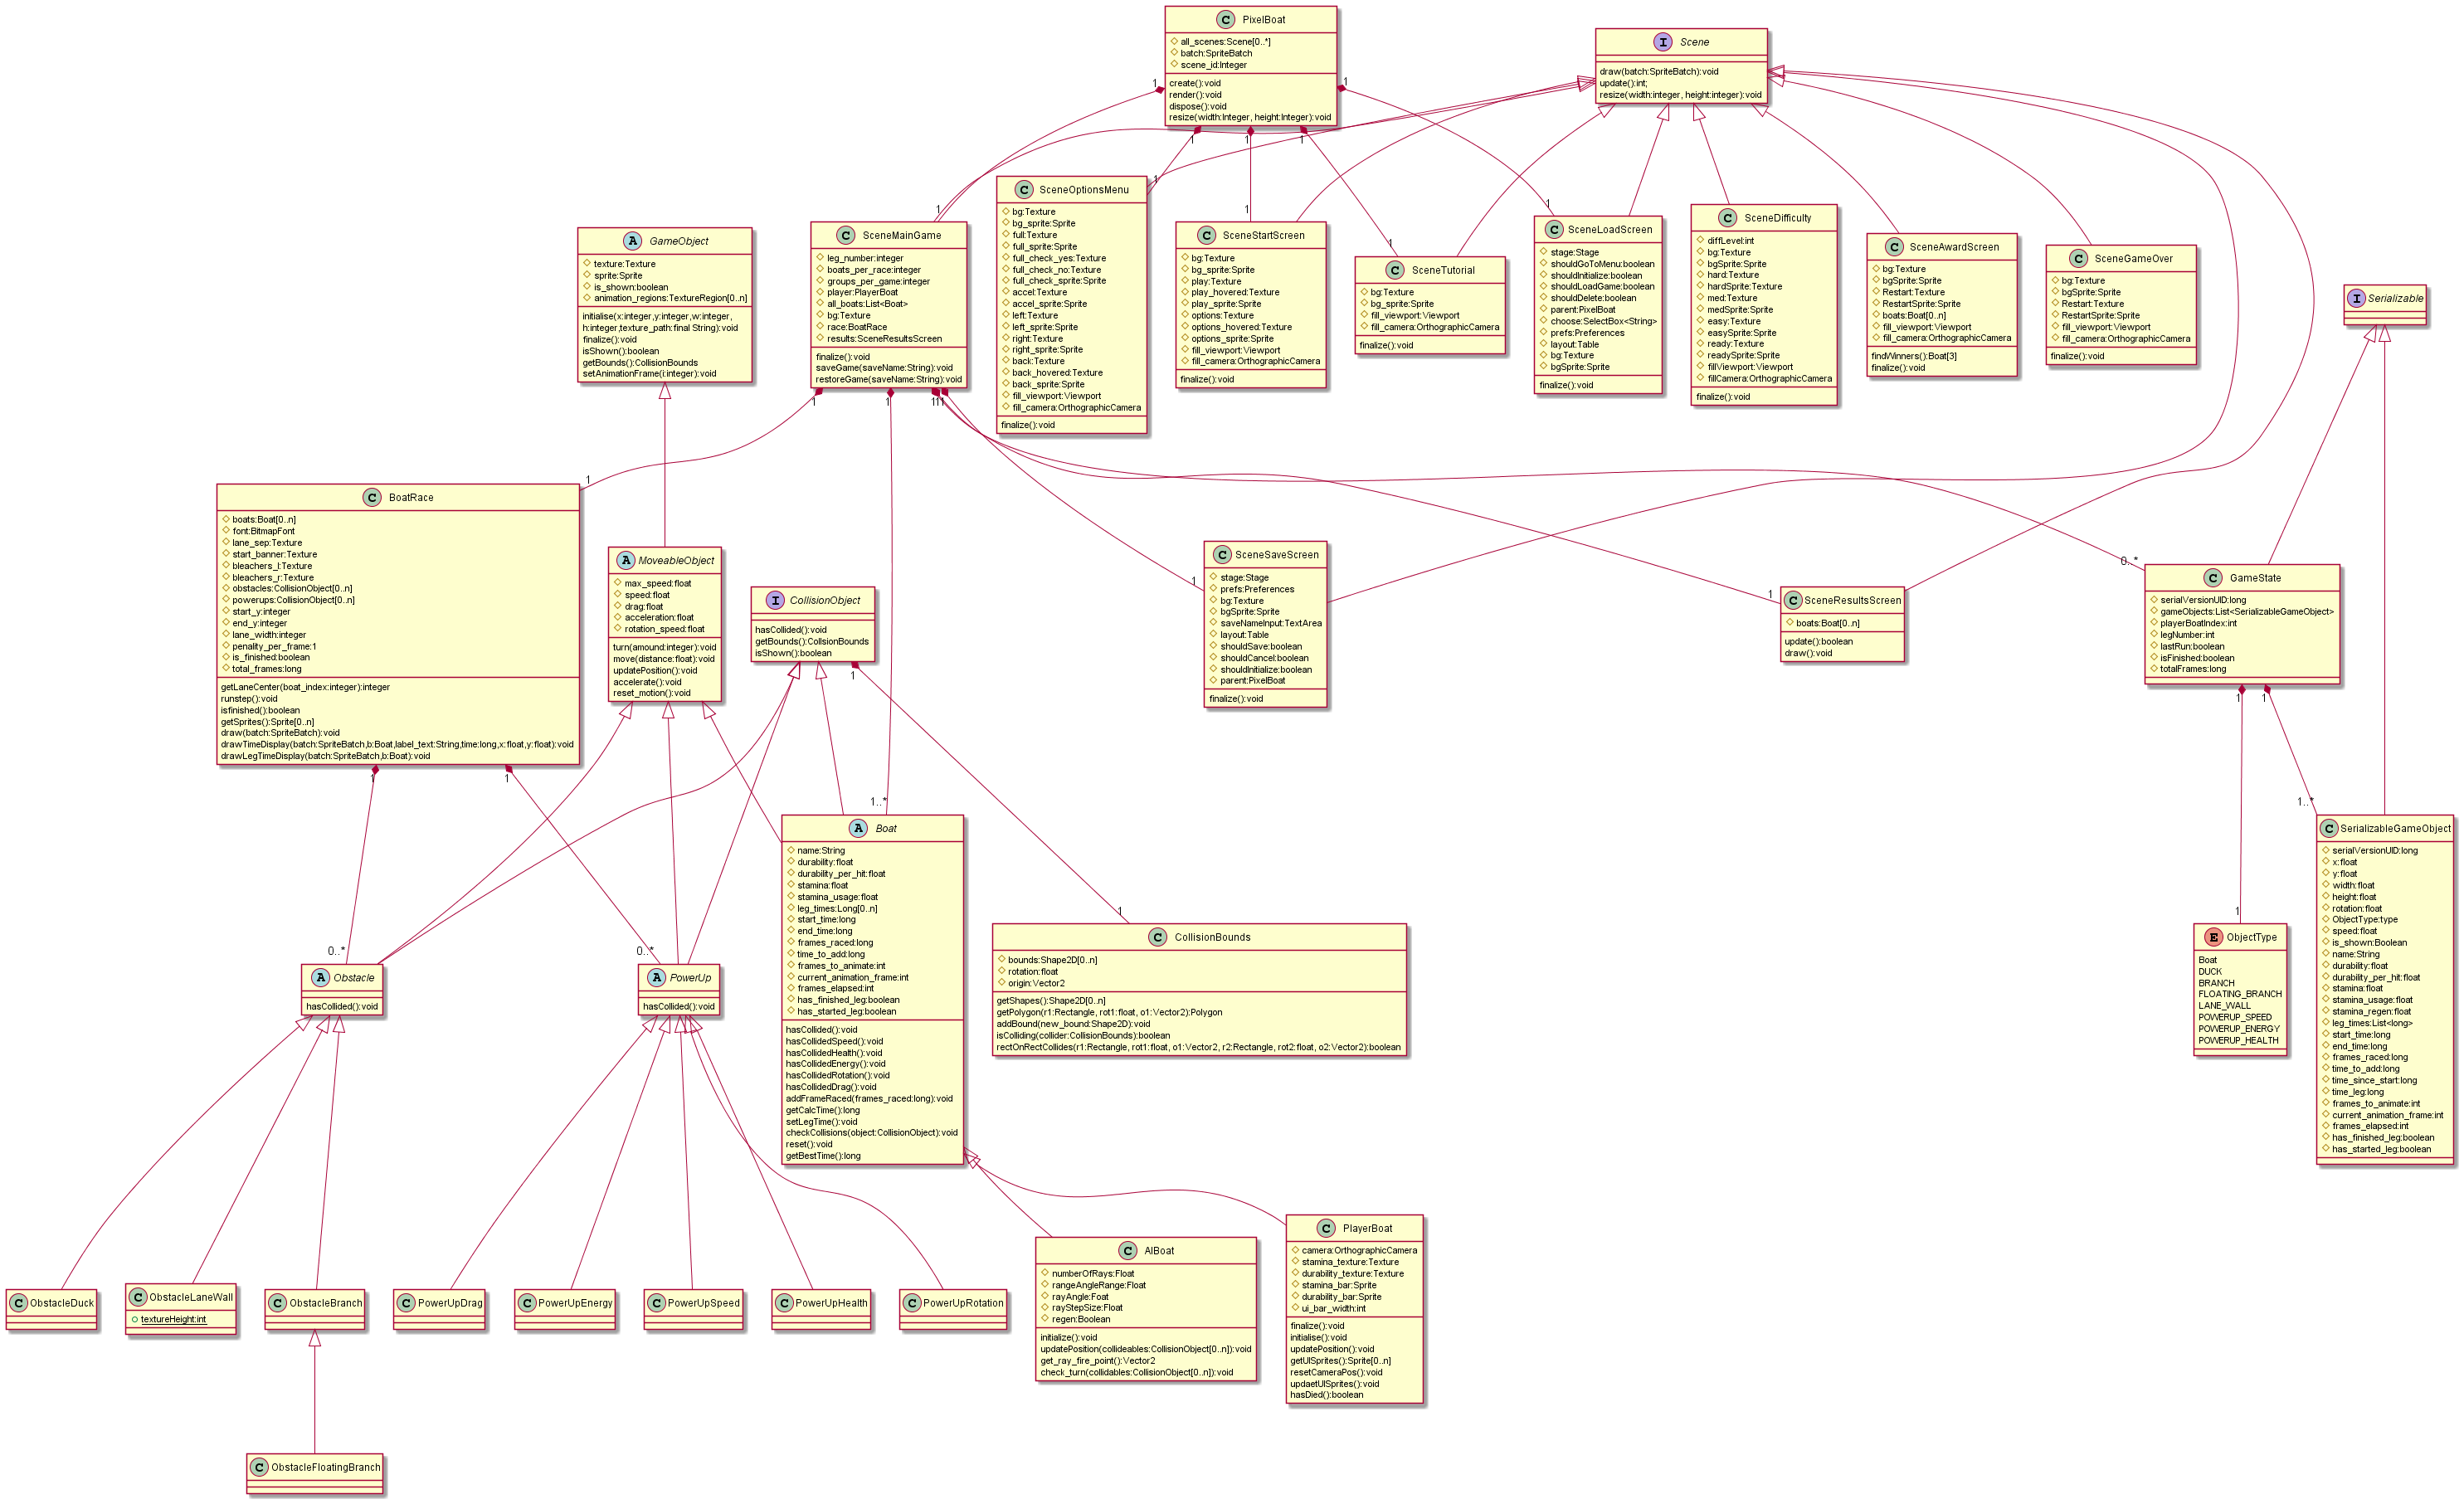 C PixelBoat
all_scenes:Scene[0..*]
batch:SpriteBatch
scene_id:Integer
create():void
render():void
dispose():void
resize(width:Integer, height:Integer):void
I Scene
draw(batch:SpriteBatch):void
update():int;
resize(width:integer, height:integer):void
1
1
1
1
1
1
1
1
1
1
C SceneOptionsMenu
bg:Texture
bg_sprite:Sprite
full:Texture
full_sprite:Sprite
full_check_yes:Texture
full_check_no:Texture
full_check_sprite:Sprite
accel:Texture
accel_sprite:Sprite
left:Texture
left_sprite:Sprite
right:Texture
right_sprite:Sprite
back:Texture
back_hovered:Texture
back_sprite:Sprite
fill_viewport:Viewport
fill_camera:OrthographicCamera
finalize():void
C SceneMainGame
leg_number:integer
boats_per_race:integer
groups_per_game:integer
player:PlayerBoat
all_boats:List<Boat>
bg:Texture
race:BoatRace
results:SceneResultsScreen
finalize():void
saveGame(saveName:String):void
restoreGame(saveName:String):void
C SceneStartScreen
bg:Texture
bg_sprite:Sprite
play:Texture
play_hovered:Texture
play_sprite:Sprite
options:Texture
options_hovered:Texture
options_sprite:Sprite
fill_viewport:Viewport
fill_camera:OrthographicCamera
finalize():void
C SceneTutorial
bg:Texture
bg_sprite:Sprite
fill_viewport:Viewport
fill_camera:OrthographicCamera
finalize():void
C SceneLoadScreen
stage:Stage
shouldGoToMenu:boolean
shouldInitialize:boolean
shouldLoadGame:boolean
shouldDelete:boolean
parent:PixelBoat
choose:SelectBox<String>
prefs:Preferences
layout:Table
bg:Texture
bgSprite:Sprite
finalize():void
C SceneDifficulty
diffLevel:int
bg:Texture
bgSprite:Sprite
hard:Texture
hardSprite:Texture
med:Texture
medSprite:Sprite
easy:Texture
easySprite:Sprite
ready:Texture
readySprite:Sprite
fillViewport:Viewport
fillCamera:OrthographicCamera
finalize():void
C SceneAwardScreen
bg:Texture
bgSprite:Sprite
Restart:Texture
RestartSprite:Sprite
boats:Boat[0..n]
fill_viewport:Viewport
fill_camera:OrthographicCamera
findWinners():Boat[3]
finalize():void
C SceneGameOver
bg:Texture
bgSprite:Sprite
Restart:Texture
RestartSprite:Sprite
fill_viewport:Viewport
fill_camera:OrthographicCamera
finalize():void
A GameObject
texture:Texture
sprite:Sprite
is_shown:boolean
animation_regions:TextureRegion[0..n]
initialise(x:integer,y:integer,w:integer,
h:integer,texture_path:final String):void
finalize():void
isShown():boolean
getBounds():CollisionBounds
setAnimationFrame(i:integer):void
I Serializable
1
1
1
1
1
1
1
1
0..*
C BoatRace
boats:Boat[0..n]
font:BitmapFont
lane_sep:Texture
start_banner:Texture
bleachers_l:Texture
bleachers_r:Texture
obstacles:CollisionObject[0..n]
powerups:CollisionObject[0..n]
start_y:integer
end_y:integer
lane_width:integer
penality_per_frame:1
is_finished:boolean
total_frames:long
getLaneCenter(boat_index:integer):integer
runstep():void
isfinished():boolean
getSprites():Sprite[0..n]
draw(batch:SpriteBatch):void
drawTimeDisplay(batch:SpriteBatch,b:Boat,label_text:String,time:long,x:float,y:float):void
drawLegTimeDisplay(batch:SpriteBatch,b:Boat):void
A MoveableObject
max_speed:float
speed:float
drag:float
acceleration:float
rotation_speed:float
turn(amound:integer):void
move(distance:float):void
updatePosition():void
accelerate():void
reset_motion():void
I CollisionObject
hasCollided():void
getBounds():CollsionBounds
isShown():boolean
C SceneSaveScreen
stage:Stage
prefs:Preferences
bg:Texture
bgSprite:Sprite
saveNameInput:TextArea
layout:Table
shouldSave:boolean
shouldCancel:boolean
shouldInitialize:boolean
parent:PixelBoat
finalize():void
C SceneResultsScreen
boats:Boat[0..n]
update():boolean
draw():void
C GameState
serialVersionUID:long
gameObjects:List<SerializableGameObject>
playerBoatIndex:int
legNumber:int
lastRun:boolean
isFinished:boolean
totalFrames:long
1
1
1
1
1
1..*
1..*
1
1
0..*
0..*
A Boat
name:String
durability:float
durability_per_hit:float
stamina:float
stamina_usage:float
leg_times:Long[0..n]
start_time:long
end_time:long
frames_raced:long
time_to_add:long
frames_to_animate:int
current_animation_frame:int
frames_elapsed:int
has_finished_leg:boolean
has_started_leg:boolean
hasCollided():void
hasCollidedSpeed():void
hasCollidedHealth():void
hasCollidedEnergy():void
hasCollidedRotation():void
hasCollidedDrag():void
addFrameRaced(frames_raced:long):void
getCalcTime():long
setLegTime():void
checkCollisions(object:CollisionObject):void
reset():void
getBestTime():long
C CollisionBounds
bounds:Shape2D[0..n]
rotation:float
origin:Vector2
getShapes():Shape2D[0..n]
getPolygon(r1:Rectangle, rot1:float, o1:Vector2):Polygon
addBound(new_bound:Shape2D):void
isColliding(collider:CollisionBounds):boolean
rectOnRectCollides(r1:Rectangle, rot1:float, o1:Vector2, r2:Rectangle, rot2:float, o2:Vector2):boolean
E ObjectType
Boat
DUCK
BRANCH
FLOATING_BRANCH
LANE_WALL
POWERUP_SPEED
POWERUP_ENERGY
POWERUP_HEALTH
C SerializableGameObject
serialVersionUID:long
x:float
y:float
width:float
height:float
rotation:float
ObjectType:type
speed:float
is_shown:Boolean
name:String
durability:float
durability_per_hit:float
stamina:float
stamina_usage:float
stamina_regen:float
leg_times:List<long>
start_time:long
end_time:long
frames_raced:long
time_to_add:long
time_since_start:long
time_leg:long
frames_to_animate:int
current_animation_frame:int
frames_elapsed:int
has_finished_leg:boolean
has_started_leg:boolean
A Obstacle
hasCollided():void
A PowerUp
hasCollided():void
C AIBoat
numberOfRays:Float
rangeAngleRange:Float
rayAngle:Foat
rayStepSize:Float
regen:Boolean
initialize():void
updatePosition(collideables:CollisionObject[0..n]):void
get_ray_fire_point():Vector2
check_turn(collidables:CollisionObject[0..n]):void
C PlayerBoat
camera:OrthographicCamera
stamina_texture:Texture
durability_texture:Texture
stamina_bar:Sprite
durability_bar:Sprite
ui_bar_width:int
finalize():void
initialise():void
updatePosition():void
getUISprites():Sprite[0..n]
resetCameraPos():void
updaetUISprites():void
hasDied():boolean
C ObstacleDuck
C ObstacleLaneWall
textureHeight:int
C ObstacleBranch
C PowerUpDrag
C PowerUpEnergy
C PowerUpSpeed
C PowerUpHealth
C PowerUpRotation
C ObstacleFloatingBranch